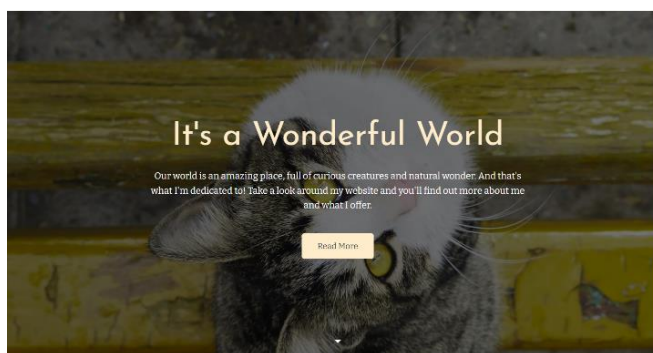 It's a Wonderful World
Our world is an amazing place, full of curious creatures and natural wonder. And that's
what I'm dedicated to! Take a look around my website and you'll find out more about me
and what I offer.
Read More